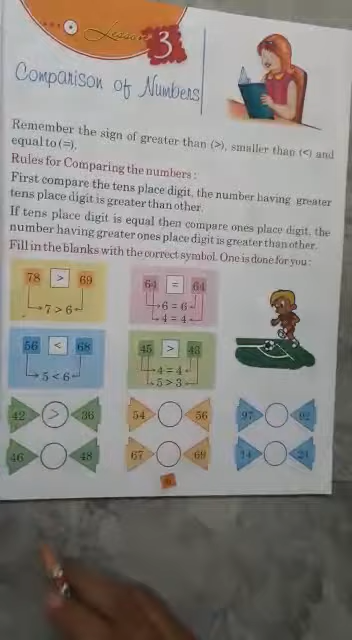 Lesson 3
Comparison of Numbers
Remember the sign of greater than (>), smaller than (<) and
equal to (=).
Rules for Comparing the numbers :
First compare the tens place digit, the number having greater
tens place digit is greater than other.
If tens place digit is equal then compare ones place digit, the
number having greater ones place digit is greater than other.
Fill in the blanks with the correct symbol. One is done for you:
78 > 69
7 > 6
64 = 64
6 = 6
4 = 4
56 < 68
5 < 6
45 > 43
4 = 4
5 > 3
42 > 36
54 56
97 92
46 48
67 69